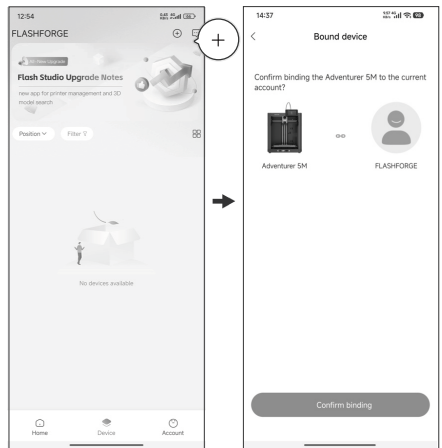 12:54
FLASHFORGE
Flash Studio Upgrade Notes
new app for printer management and 3D
model search
Position
Filter
No devices available
Home
Device
Account
14:37
Bound device
Confirm binding the Adventurer 5M to the current
account?
Adventurer 5M
FLASHFORGE
Confirm binding